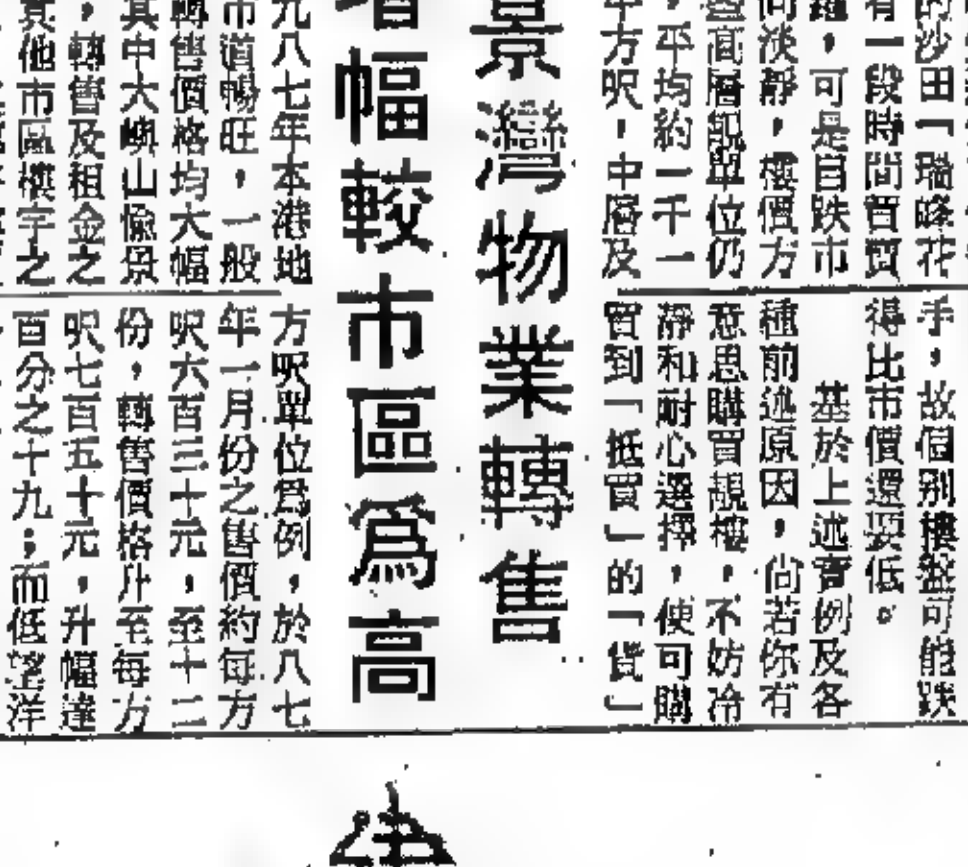 的沙田「瑞峰花
有一段時間買賣
，可是自跌市
尚淡靜，樓價方
高層靚單位仍
，平均約一千一
平方呎，中層及
手，故個别樓盤可能跌
得比市價還要低。
基於上述實例及各
種前述原因，尚若你有
意思購買靚樓，不妨冷
靜和耐心選擇，便可購
買到「抵買」的「貨」
景灣物業轉售
增幅較市區爲高
九八七年本港地
市道暢旺，一般
轉售價格均大幅
其中大嶼山愉景
，轉售及租金之
其他市區樓宇之
方呎單位爲例，於八七
年一月份之售價約每方
呎六百三十元，至十二
份，轉售價格升至每方
呎七百五十元，升幅達
百分之十九；而低望洋